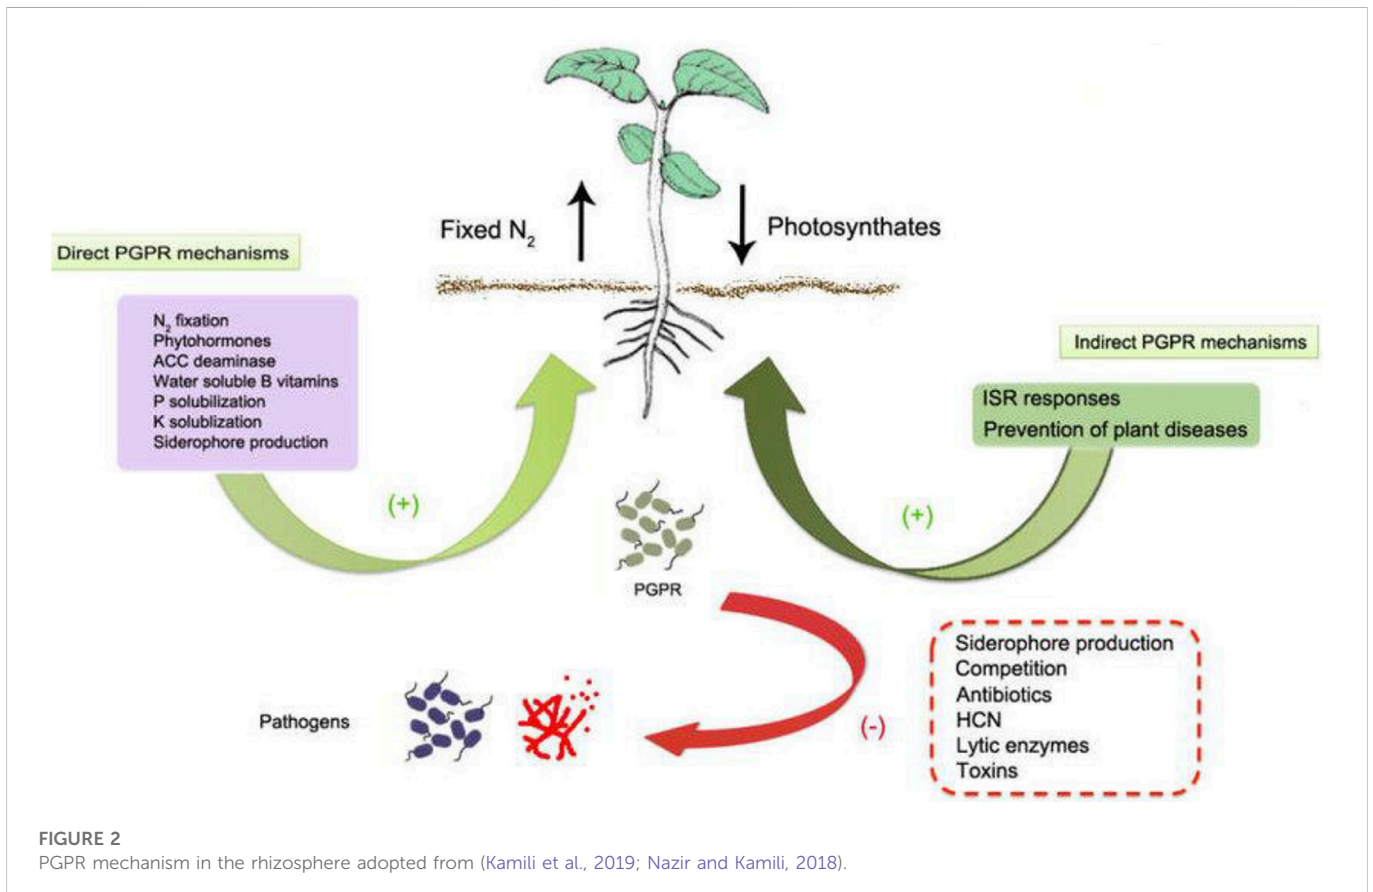 Fixed N2
Photosynthates
Direct PGPR mechanisms
N2 fixation
Phytohormones
ACC deaminase
Water soluble B vitamins
P solubilization
K solublization
Siderophore production
(+)
Indirect PGPR mechanisms
ISR responses
Prevention of plant diseases
(+)
PGPR
Pathogens
(-)
Siderophore production
Competition
Antibiotics
HCN
Lytic enzymes
Toxins
FIGURE 2
PGPR mechanism in the rhizosphere adopted from (Kamili et al., 2019; Nazir and Kamili, 2018).